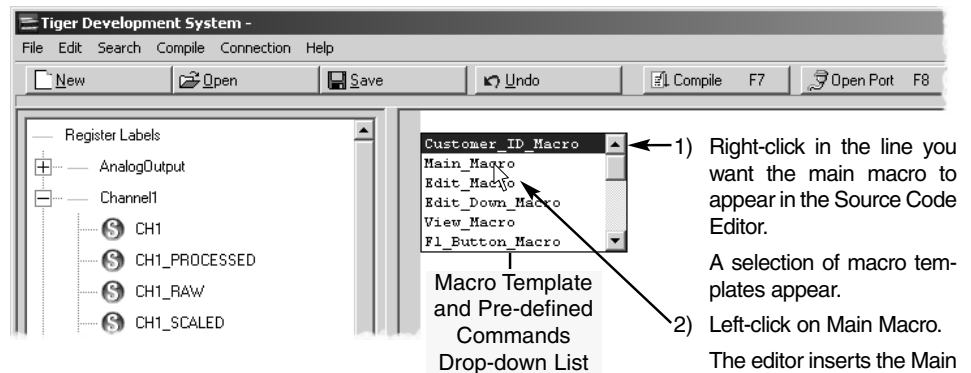 Tiger Development System -
File Edit Search Compile Connection Help
New Open Save Undo Compile F7 Open Port F8
Register Labels
AnalogOutput
Channel1
CH1
CH1_PROCESSED
CH1_RAW
CH1_SCALED
Customer_ID_Macro
Main_Macro
Edit_Macro
Edit_Down_Macro
View_Macro
F1_Button_Macro
Macro Template
and Pre-defined
Commands
Drop-down List
1) Right-click in the line you
want the main macro to
appear in the Source Code
Editor.
A selection of macro tem-
plates appear.
2) Left-click on Main Macro.
The editor inserts the Main